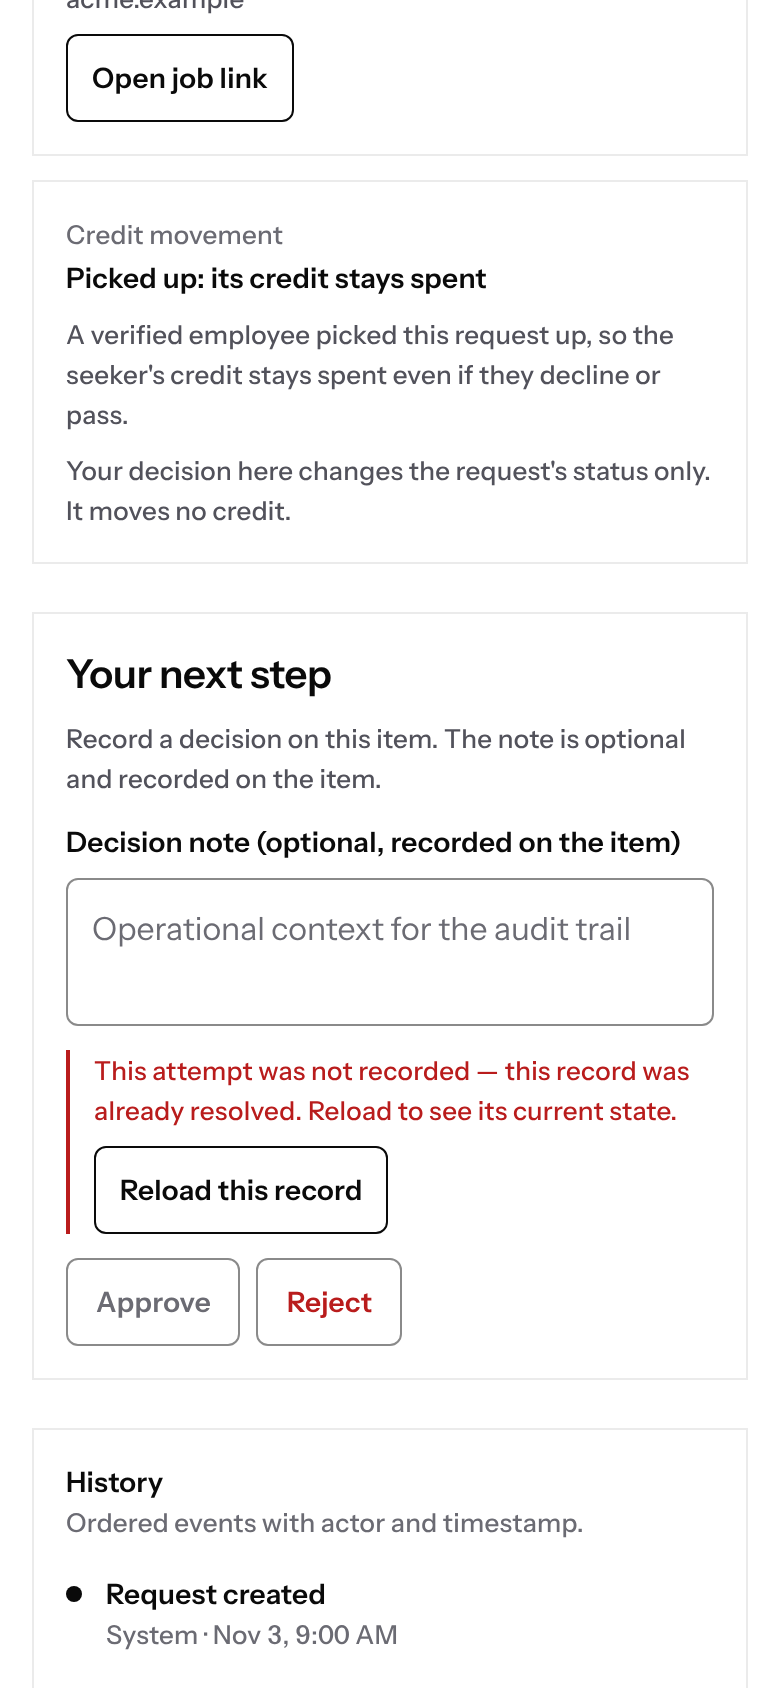 acme.example
Open job link
Credit movement
Picked up: its credit stays spent
A verified employee picked this request up, so the
seeker's credit stays spent even if they decline or
pass.
Your decision here changes the request's status only.
It moves no credit.
Your next step
Record a decision on this item. The note is optional
and recorded on the item.
Decision note (optional, recorded on the item)
Operational context for the audit trail
This attempt was not recorded — this record was
already resolved. Reload to see its current state.
Reload this record
Approve
Reject
History
Ordered events with actor and timestamp.
Request created
System · Nov 3, 9:00 AM